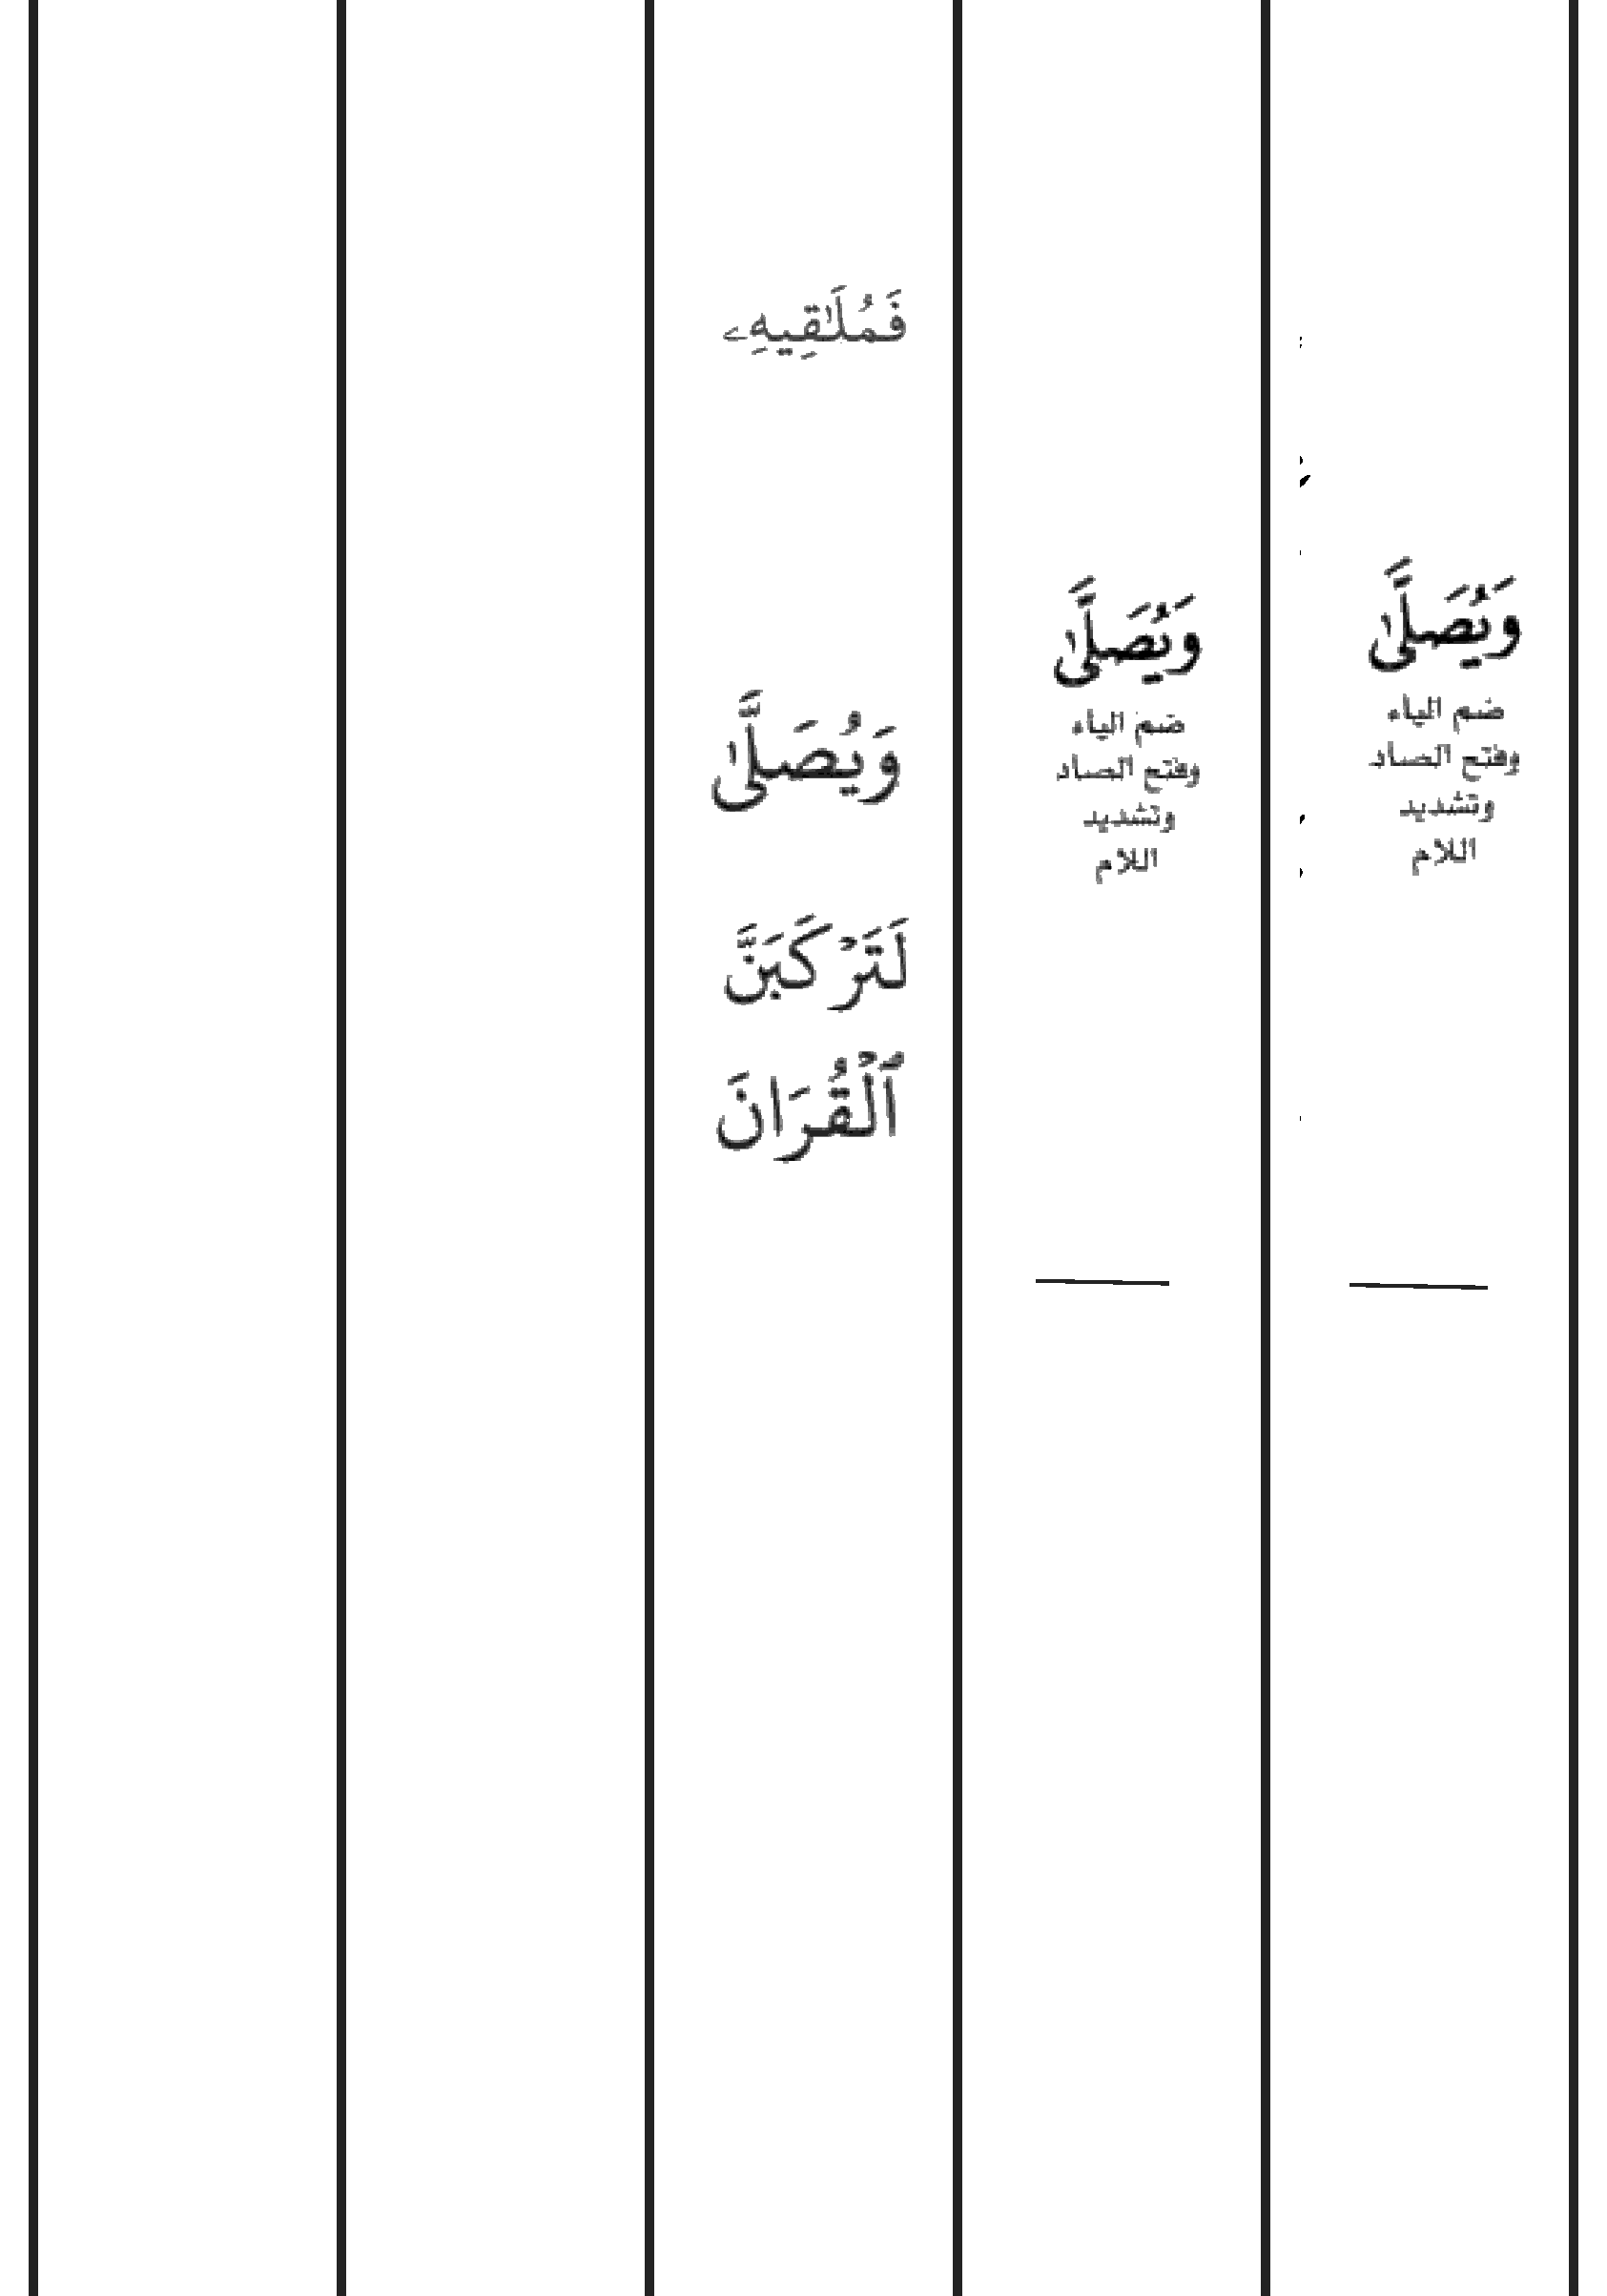 وَيُصَلَّىٰ
ضم الياء
وفتح الصاد
وتشديد
اللام
وَيُصَلَّىٰ
ضم الياء
وفتح الصاد
وتشديد
اللام
فَمُلَٰقِيهِۦ
وَيُصَلَّىٰ
لَتَرْكَبَنَّ
ٱلْقُرَانَ